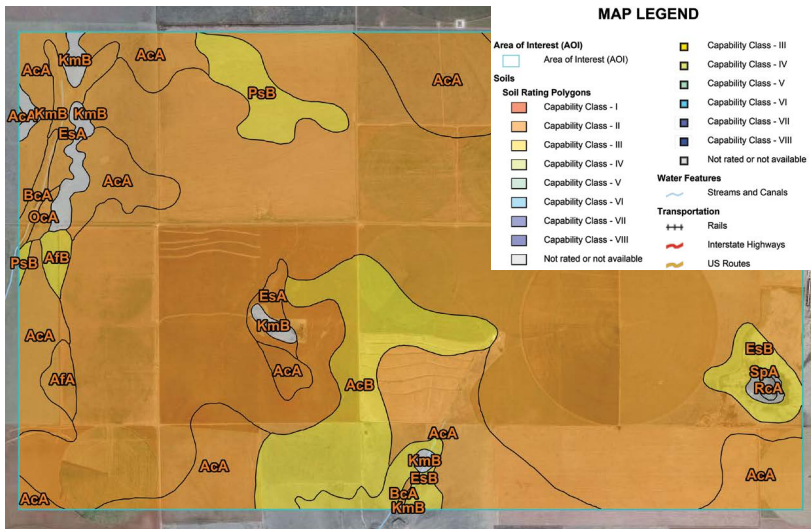 MAP LEGEND
Area of Interest (AOI)
Area of Interest (AOI)
Soils
Soil Rating Polygons
Capability Class - I
Capability Class - II
Capability Class - III
Capability Class - IV
Capability Class - V
Capability Class - VI
Capability Class - VII
Capability Class - VIII
Not rated or not available
Capability Class - III
Capability Class - IV
Capability Class - V
Capability Class - VI
Capability Class - VII
Capability Class - VIII
Not rated or not available
Water Features
Streams and Canals
Transportation
Rails
Interstate Highways
US Routes
AcA
KmB
AcA
AcA
PsB
AcA
KmB
KmB
EsA
AcA
BcA
OcA
PsB
AfB
EsA
KmB
AcA
AcA
AfA
AcB
EsB
SpA
RcA
AcA
AcA
KmB
EsB
BcA
KmB
AcA
AcA